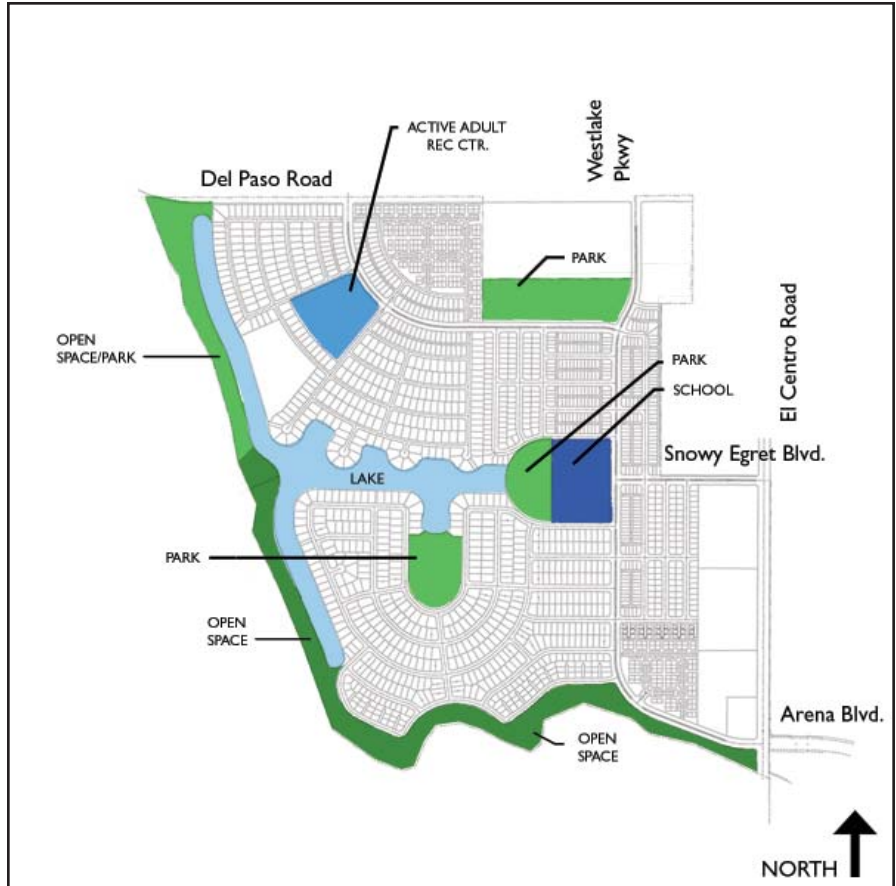 ACTIVE ADULT
REC CTR.
Westlake
Pkwy
Del Paso Road
PARK
OPEN
SPACE/PARK
PARK
El Centro Road
SCHOOL
Snowy Egret Blvd.
LAKE
PARK
OPEN
SPACE
Arena Blvd.
OPEN
SPACE
NORTH